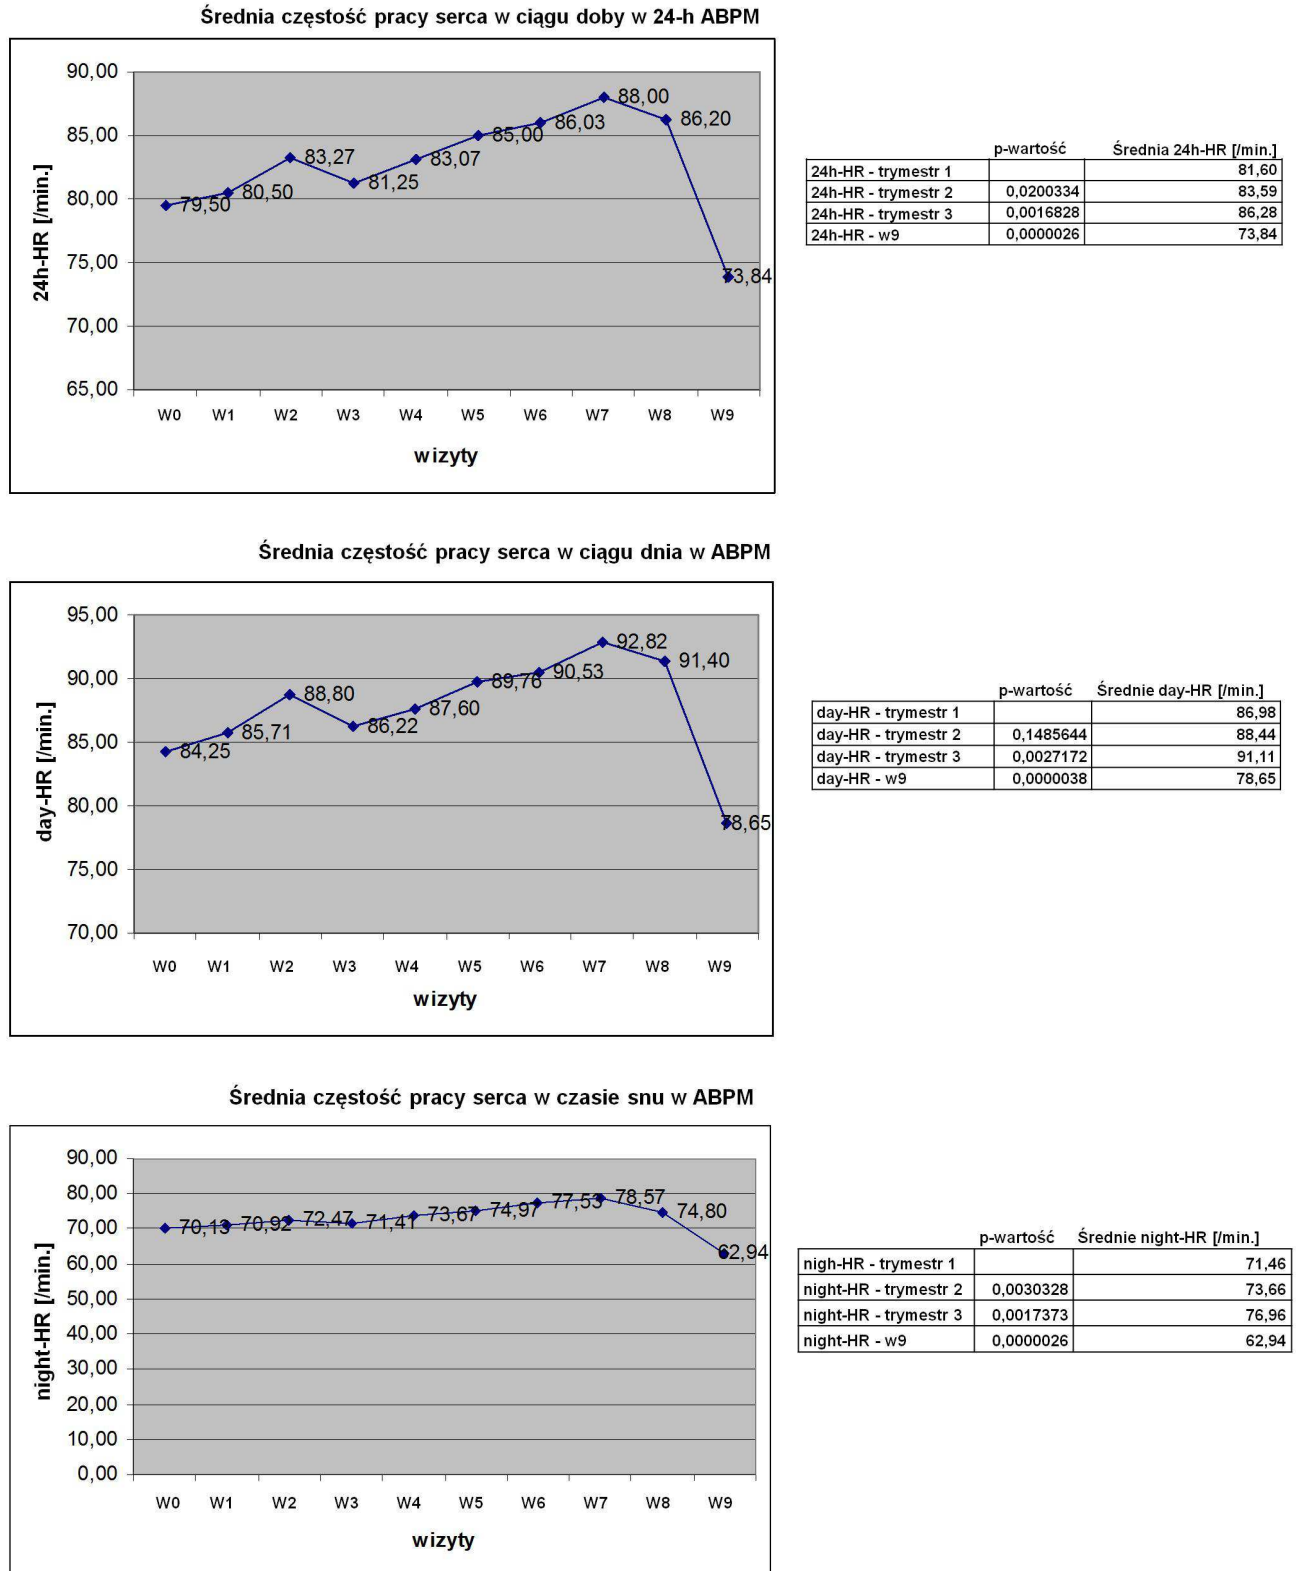 Średnia częstość pracy serca w ciągu doby w 24-h ABPM
24h-HR [/min.]
90,00
85,00
80,00
75,00
70,00
65,00
79,50
80,50
83,27
81,25
83,07
85,00
86,03
88,00
86,20
73,84
W0 W1 W2 W3 W4 W5 W6 W7 W8 W9
wizyty
p-wartość Średnia 24h-HR [/min.]
24h-HR - trymestr 1 81,60
24h-HR - trymestr 2 0,0200334 83,59
24h-HR - trymestr 3 0,0016828 86,28
24h-HR - w9 0,0000026 73,84
Średnia częstość pracy serca w ciągu dnia w ABPM
day-HR [/min.]
95,00
90,00
85,00
80,00
75,00
70,00
84,25
85,71
88,80
86,22
87,60
89,76
90,53
92,82
91,40
78,65
W0 W1 W2 W3 W4 W5 W6 W7 W8 W9
wizyty
p-wartość Średnie day-HR [/min.]
day-HR - trymestr 1 86,98
day-HR - trymestr 2 0,1485644 88,44
day-HR - trymestr 3 0,0027172 91,11
day-HR - w9 0,0000038 78,65
Średnia częstość pracy serca w czasie snu w ABPM
night-HR [/min.]
90,00
80,00
70,00
60,00
50,00
40,00
30,00
20,00
10,00
0,00
70,13
70,92
72,47
71,41
73,67
74,97
77,53
78,57
74,80
62,94
W0 W1 W2 W3 W4 W5 W6 W7 W8 W9
wizyty
p-wartość Średnie night-HR [/min.]
nigh-HR - trymestr 1 71,46
night-HR - trymestr 2 0,0030328 73,66
night-HR - trymestr 3 0,0017373 76,96
night-HR - w9 0,0000026 62,94